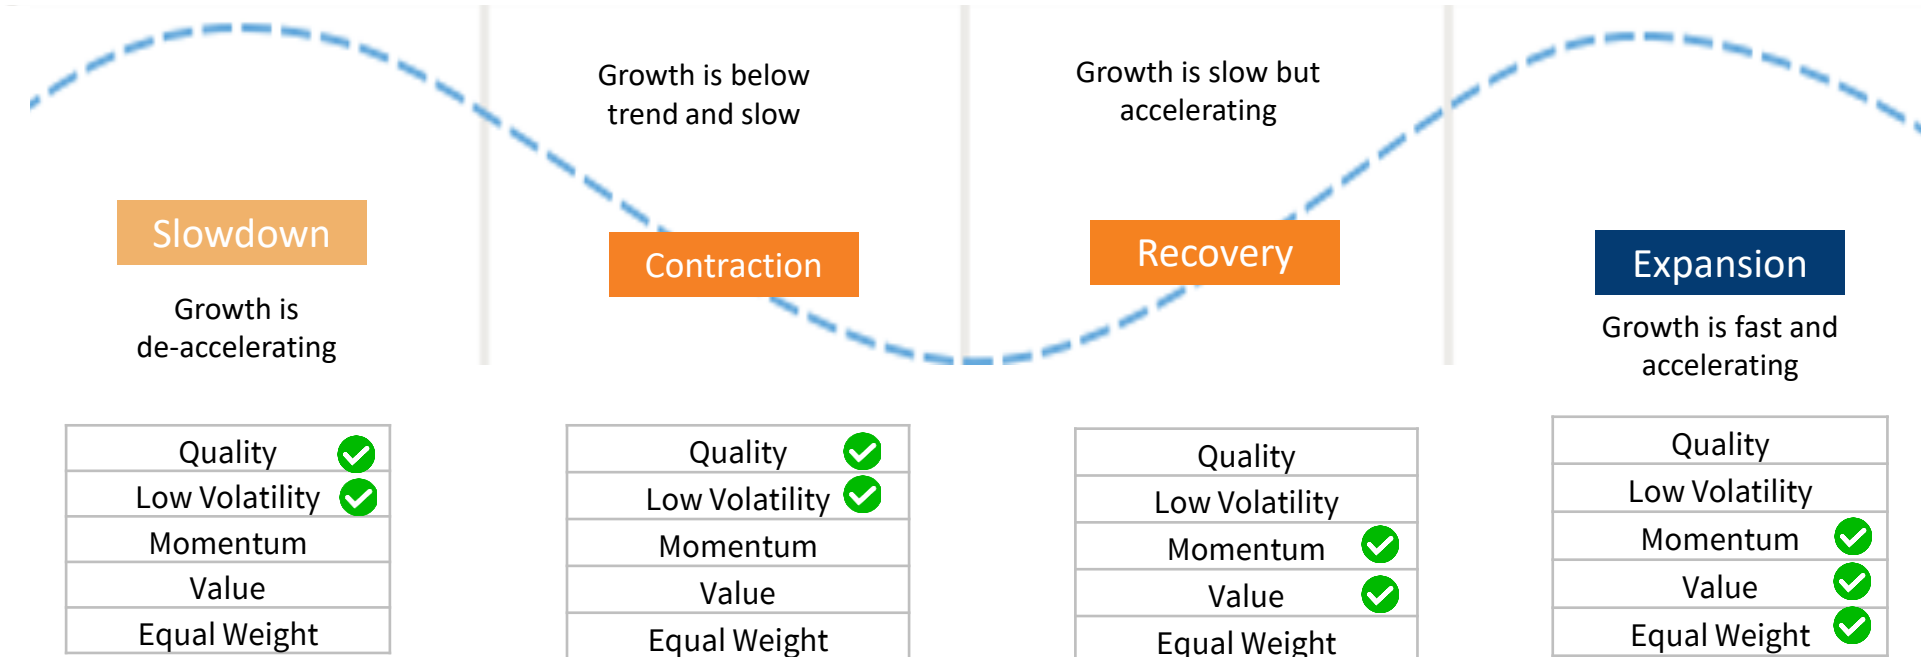 Growth is below
trend and slow
Growth is slow but
accelerating
Slowdown
Contraction
Recovery
Expansion
Growth is
de-accelerating
Growth is fast and
accelerating
Quality
Low Volatility
Momentum
Value
Equal Weight
Quality
Low Volatility
Momentum
Value
Equal Weight
Quality
Low Volatility
Momentum
Value
Equal Weight
Quality
Low Volatility
Momentum
Value
Equal Weight